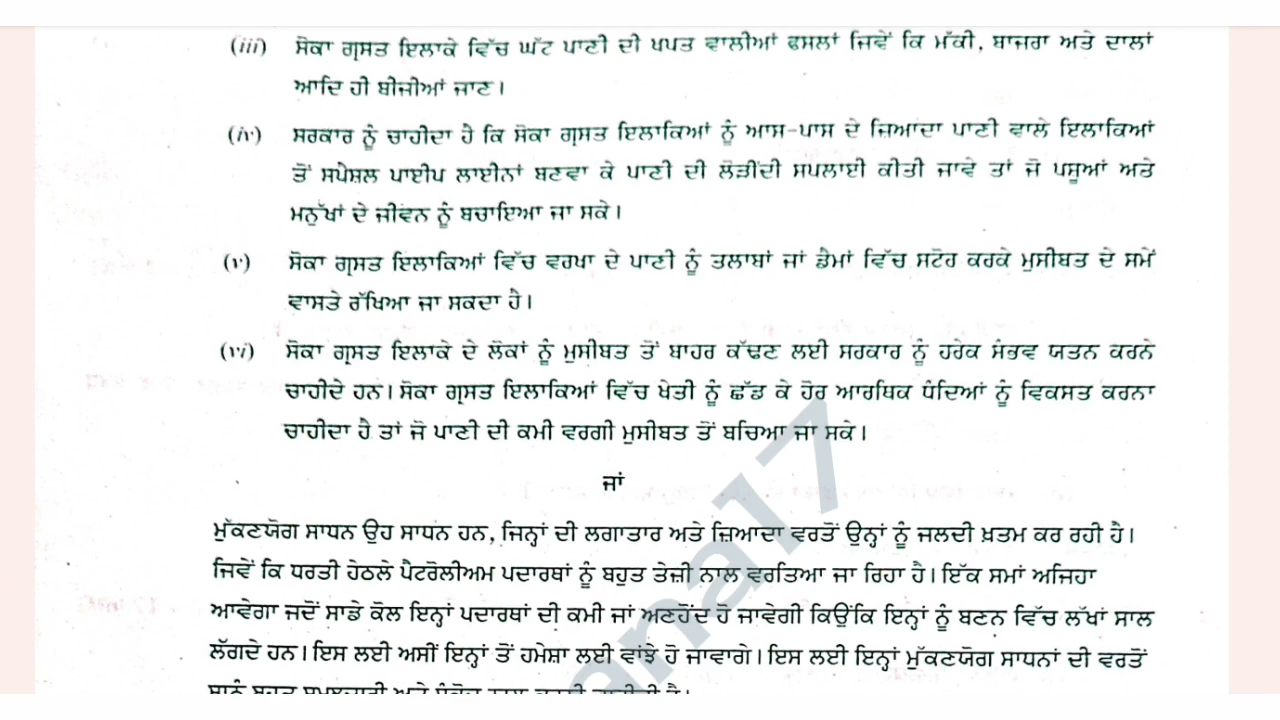 (iii) ਸੋਕਾ ਗ੍ਰਸਤ ਇਲਾਕੇ ਵਿੱਚ ਘੱਟ ਪਾਣੀ ਦੀ ਖਪਤ ਵਾਲੀਆਂ ਫਸਲਾਂ ਜਿਵੇਂ ਕਿ ਮੱਕੀ, ਬਾਜਰਾ ਅਤੇ ਦਾਲਾਂ
ਆਦਿ ਹੀ ਬੀਜੀਆਂ ਜਾਣ।
(iv) ਸਰਕਾਰ ਨੂੰ ਚਾਹੀਦਾ ਹੈ ਕਿ ਸੋਕਾ ਗ੍ਰਸਤ ਇਲਾਕਿਆਂ ਨੂੰ ਆਸ-ਪਾਸ ਦੇ ਜ਼ਿਆਦਾ ਪਾਣੀ ਵਾਲੇ ਇਲਾਕਿਆਂ
ਤੋਂ ਸਪੈਸ਼ਲ ਪਾਈਪ ਲਾਈਨਾਂ ਬਣਵਾ ਕੇ ਪਾਣੀ ਦੀ ਲੋੜੀਂਦੀ ਸਪਲਾਈ ਕੀਤੀ ਜਾਵੇ ਤਾਂ ਜੋ ਪਸ਼ੂਆਂ ਅਤੇ
ਮਨੁੱਖਾਂ ਦੇ ਜੀਵਨ ਨੂੰ ਬਚਾਇਆ ਜਾ ਸਕੇ।
(v) ਸੋਕਾ ਗ੍ਰਸਤ ਇਲਾਕਿਆਂ ਵਿੱਚ ਵਰਖਾ ਦੇ ਪਾਣੀ ਨੂੰ ਤਲਾਬਾਂ ਜਾਂ ਡੈਮਾਂ ਵਿੱਚ ਸਟੋਰ ਕਰਕੇ ਮੁਸੀਬਤ ਦੇ ਸਮੇਂ
ਵਾਸਤੇ ਰੱਖਿਆ ਜਾ ਸਕਦਾ ਹੈ।
(vi) ਸੋਕਾ ਗ੍ਰਸਤ ਇਲਾਕੇ ਦੇ ਲੋਕਾਂ ਨੂੰ ਮੁਸੀਬਤ ਤੋਂ ਬਾਹਰ ਕੱਢਣ ਲਈ ਸਰਕਾਰ ਨੂੰ ਹਰੇਕ ਸੰਭਵ ਯਤਨ ਕਰਨੇ
ਚਾਹੀਦੇ ਹਨ। ਸੋਕਾ ਗ੍ਰਸਤ ਇਲਾਕਿਆਂ ਵਿੱਚ ਖੇਤੀ ਨੂੰ ਛੱਡ ਕੇ ਹੋਰ ਆਰਥਿਕ ਧੰਦਿਆਂ ਨੂੰ ਵਿਕਸਤ ਕਰਨਾ
ਚਾਹੀਦਾ ਹੈ ਤਾਂ ਜੋ ਪਾਣੀ ਦੀ ਕਮੀ ਵਰਗੀ ਮੁਸੀਬਤ ਤੋਂ ਬਚਿਆ ਜਾ ਸਕੇ।
ਜਾਂ
ਮੁੱਕਣਯੋਗ ਸਾਧਨ ਉਹ ਸਾਧਨ ਹਨ, ਜਿਨ੍ਹਾਂ ਦੀ ਲਗਾਤਾਰ ਅਤੇ ਜ਼ਿਆਦਾ ਵਰਤੋਂ ਉਨ੍ਹਾਂ ਨੂੰ ਜਲਦੀ ਖ਼ਤਮ ਕਰ ਰਹੀ ਹੈ।
ਜਿਵੇਂ ਕਿ ਧਰਤੀ ਹੇਠਲੇ ਪੈਟਰੋਲੀਅਮ ਪਦਾਰਥਾਂ ਨੂੰ ਬਹੁਤ ਤੇਜ਼ੀ ਨਾਲ ਵਰਤਿਆ ਜਾ ਰਿਹਾ ਹੈ। ਇੱਕ ਸਮਾਂ ਅਜਿਹਾ
ਆਵੇਗਾ ਜਦੋਂ ਸਾਡੇ ਕੋਲ ਇਨ੍ਹਾਂ ਪਦਾਰਥਾਂ ਦੀ ਕਮੀ ਜਾਂ ਅਣਹੋਂਦ ਹੋ ਜਾਵੇਗੀ ਕਿਉਂਕਿ ਇਨ੍ਹਾਂ ਨੂੰ ਬਣਨ ਵਿੱਚ ਲੱਖਾਂ ਸਾਲ
ਲੱਗਦੇ ਹਨ। ਇਸ ਲਈ ਅਸੀਂ ਇਨ੍ਹਾਂ ਤੋਂ ਹਮੇਸ਼ਾ ਲਈ ਵਾਂਝੇ ਹੋ ਜਾਵਾਗੇ। ਇਸ ਲਈ ਇਨ੍ਹਾਂ ਮੁੱਕਣਯੋਗ ਸਾਧਨਾਂ ਦੀ ਵਰਤੋਂ